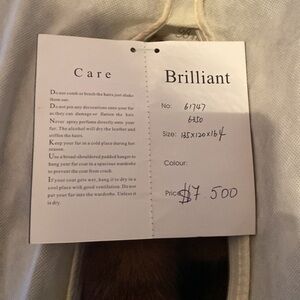 Care
Do not comb or brush the hairs just shake
them out.
Do not pin any decorations onto your fur
as they can damage or flatten the hair.
Never spray perfume directly onto your
fur. The alcohol will dry the leather and
stiffen the hairs.
Keep your fur in a cold place during hot
season.
Use a broad-shouldered padded hanger to
hang your fur coat in a spacious wardrobe
to prevent the coat from crush.
If your coat gets wet, hang it to dry in a
cool place with good ventilation. Do not
put your fur into the wardrobe. Unless it
is dry.
Brilliant
No: 61747
6350
Size: 135x120x164
Colour:
Price: $7.500